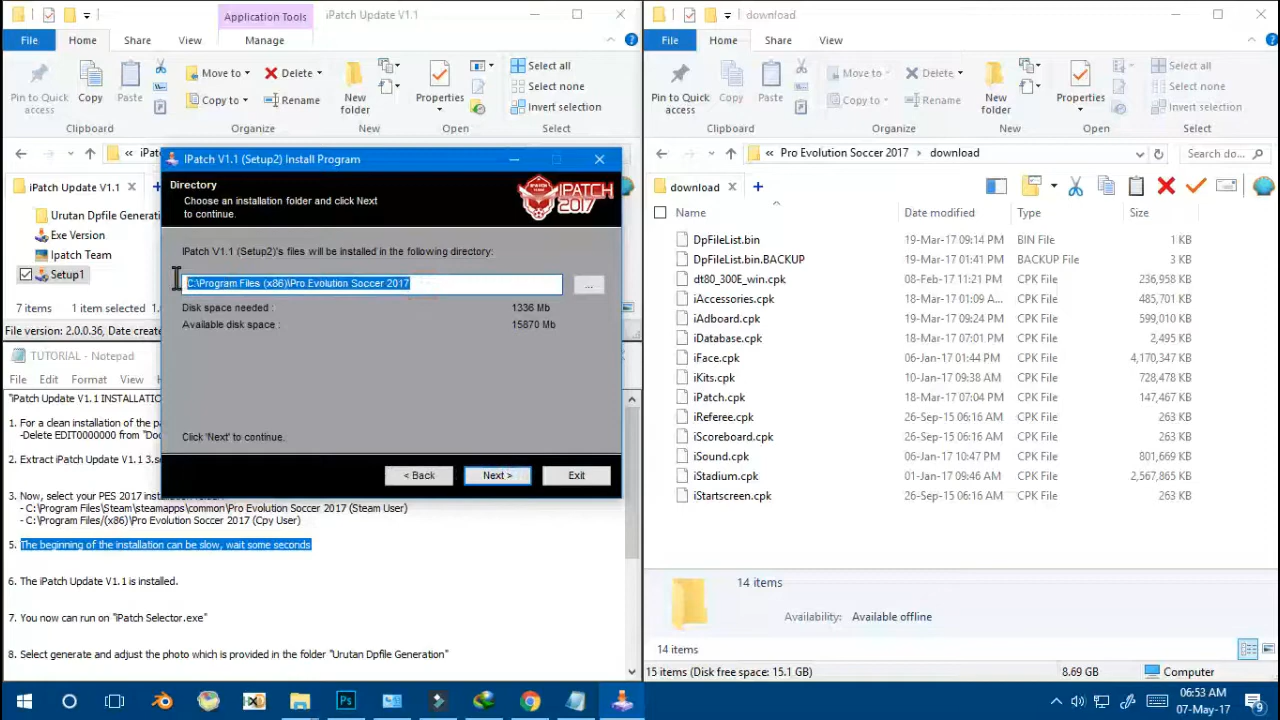 Application Tools
iPatch Update V1.1
File
Home
Share
View
Manage
Pin to Quick access
Copy
Paste
Move to
Copy to
Delete
Rename
New folder
Properties
Select all
Select none
Invert selection
Clipboard
Organize
New
Open
Select
iPatch Update V1.1
Urutan Dpfile Generati
Exe Version
Ipatch Team
Setup1
7 items
1 item selected
File version: 2.0.0.36, Date create
IPatch V1.1 (Setup2) Install Program
Directory
Choose an installation folder and click Next
to continue.
IPATCH
2017
IPatch V1.1 (Setup2)'s files will be installed in the following directory:
C:\Program Files (x86)\Pro Evolution Soccer 2017
...
Disk space needed : 1336 Mb
Available disk space : 15870 Mb
Click 'Next' to continue.
< Back
Next >
Exit
TUTORIAL - Notepad
File Edit Format View
"iPatch Update V1.1 INSTALLATIO
1. For a clean installation of the pa
-Delete EDIT0000000 from "Doc
2. Extract iPatch Update V1.1 3.s
3. Now, select your PES 2017 installation
- C:\Program Files\Steam\steamapps\common\Pro Evolution Soccer 2017 (Steam User)
- C:\Program Files/(x86)\Pro Evolution Soccer 2017 (Cpy User)
5. The beginning of the installation can be slow, wait some seconds
6. The iPatch Update V1.1 is installed.
7. You now can run on "iPatch Selector.exe"
8. Select generate and adjust the photo which is provided in the folder "Urutan Dpfile Generation"
download
File
Home
Share
View
Pin to Quick access
Copy
Paste
Move to
Copy to
Delete
Rename
New folder
Properties
Select all
Select none
Invert selection
Clipboard
Organize
New
Open
Select
« Pro Evolution Soccer 2017 > download
Search do...
download
Name Date modified Type Size
DpFileList.bin 19-Mar-17 09:14 PM BIN File 1 KB
DpFileList.bin.BACKUP 19-Mar-17 01:41 PM BACKUP File 3 KB
dt80_300E_win.cpk 08-Feb-17 11:21 PM CPK File 236,958 KB
iAccessories.cpk 18-Mar-17 01:09 A... CPK File 485,701 KB
iAdboard.cpk 19-Mar-17 09:24 PM CPK File 599,010 KB
iDatabase.cpk 18-Mar-17 07:01 PM CPK File 2,495 KB
iFace.cpk 06-Jan-17 01:44 PM CPK File 4,170,347 KB
iKits.cpk 10-Jan-17 09:38 AM CPK File 728,478 KB
iPatch.cpk 18-Mar-17 07:04 PM CPK File 147,467 KB
iReferee.cpk 26-Sep-15 06:16 AM CPK File 263 KB
iScoreboard.cpk 26-Sep-15 06:16 AM CPK File 263 KB
iSound.cpk 06-Jan-17 10:47 PM CPK File 801,669 KB
iStadium.cpk 01-Jan-17 09:46 AM CPK File 2,567,865 KB
iStartscreen.cpk 26-Sep-15 06:16 AM CPK File 263 KB
14 items
Availability: Available offline
14 items
15 items (Disk free space: 15.1 GB) 8.69 GB Computer
Ps
06:53 AM
07-May-17
9